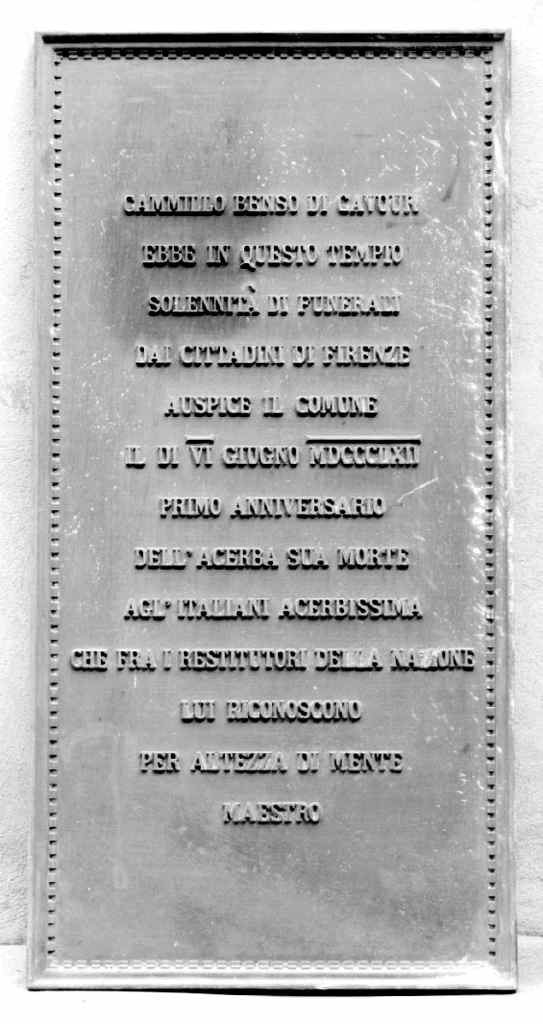 CAMMILLO BENSO DI CAVOUR
EBBE IN QUESTO TEMPIO
SOLENNITÀ DI FUNERALI
DAI CITTADINI DI FIRENZE
AUSPICE IL COMUNE
IL DI VI GIUGNO MDCCCLXII
PRIMO ANNIVERSARIO
DELL'ACERBA SUA MORTE
AGL'ITALIANI ACERBISSIMA
CHE FRA I RESTITUTORI DELLA NAZIONE
LUI RICONOSCONO
PER ALTEZZA DI MENTE
MAESTRO